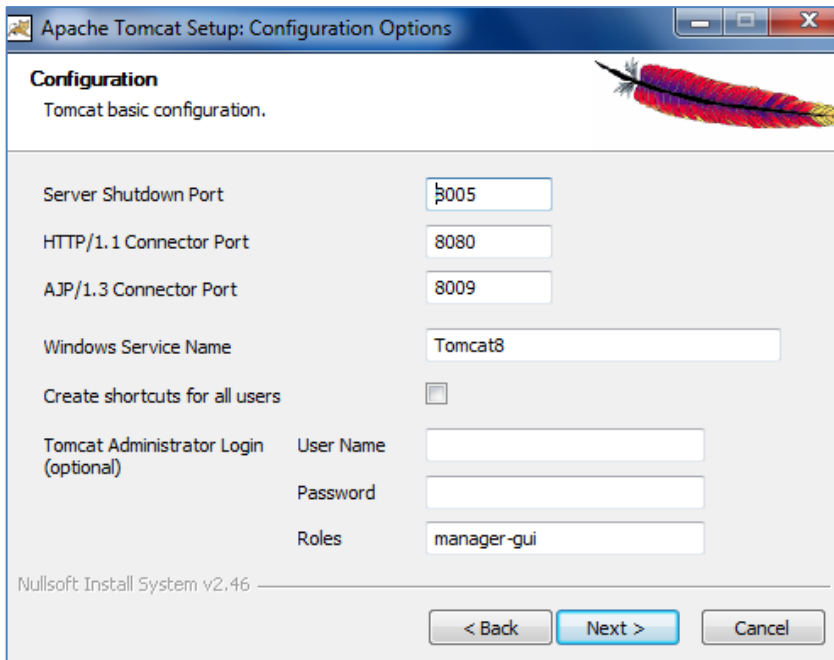 Apache Tomcat Setup: Configuration Options
Configuration
Tomcat basic configuration.
Server Shutdown Port 8005
HTTP/1.1 Connector Port 8080
AJP/1.3 Connector Port 8009
Windows Service Name Tomcat8
Create shortcuts for all users
Tomcat Administrator Login User Name
(optional)
Password
Roles manager-gui
Nullsoft Install System v2.46
< Back Next > Cancel